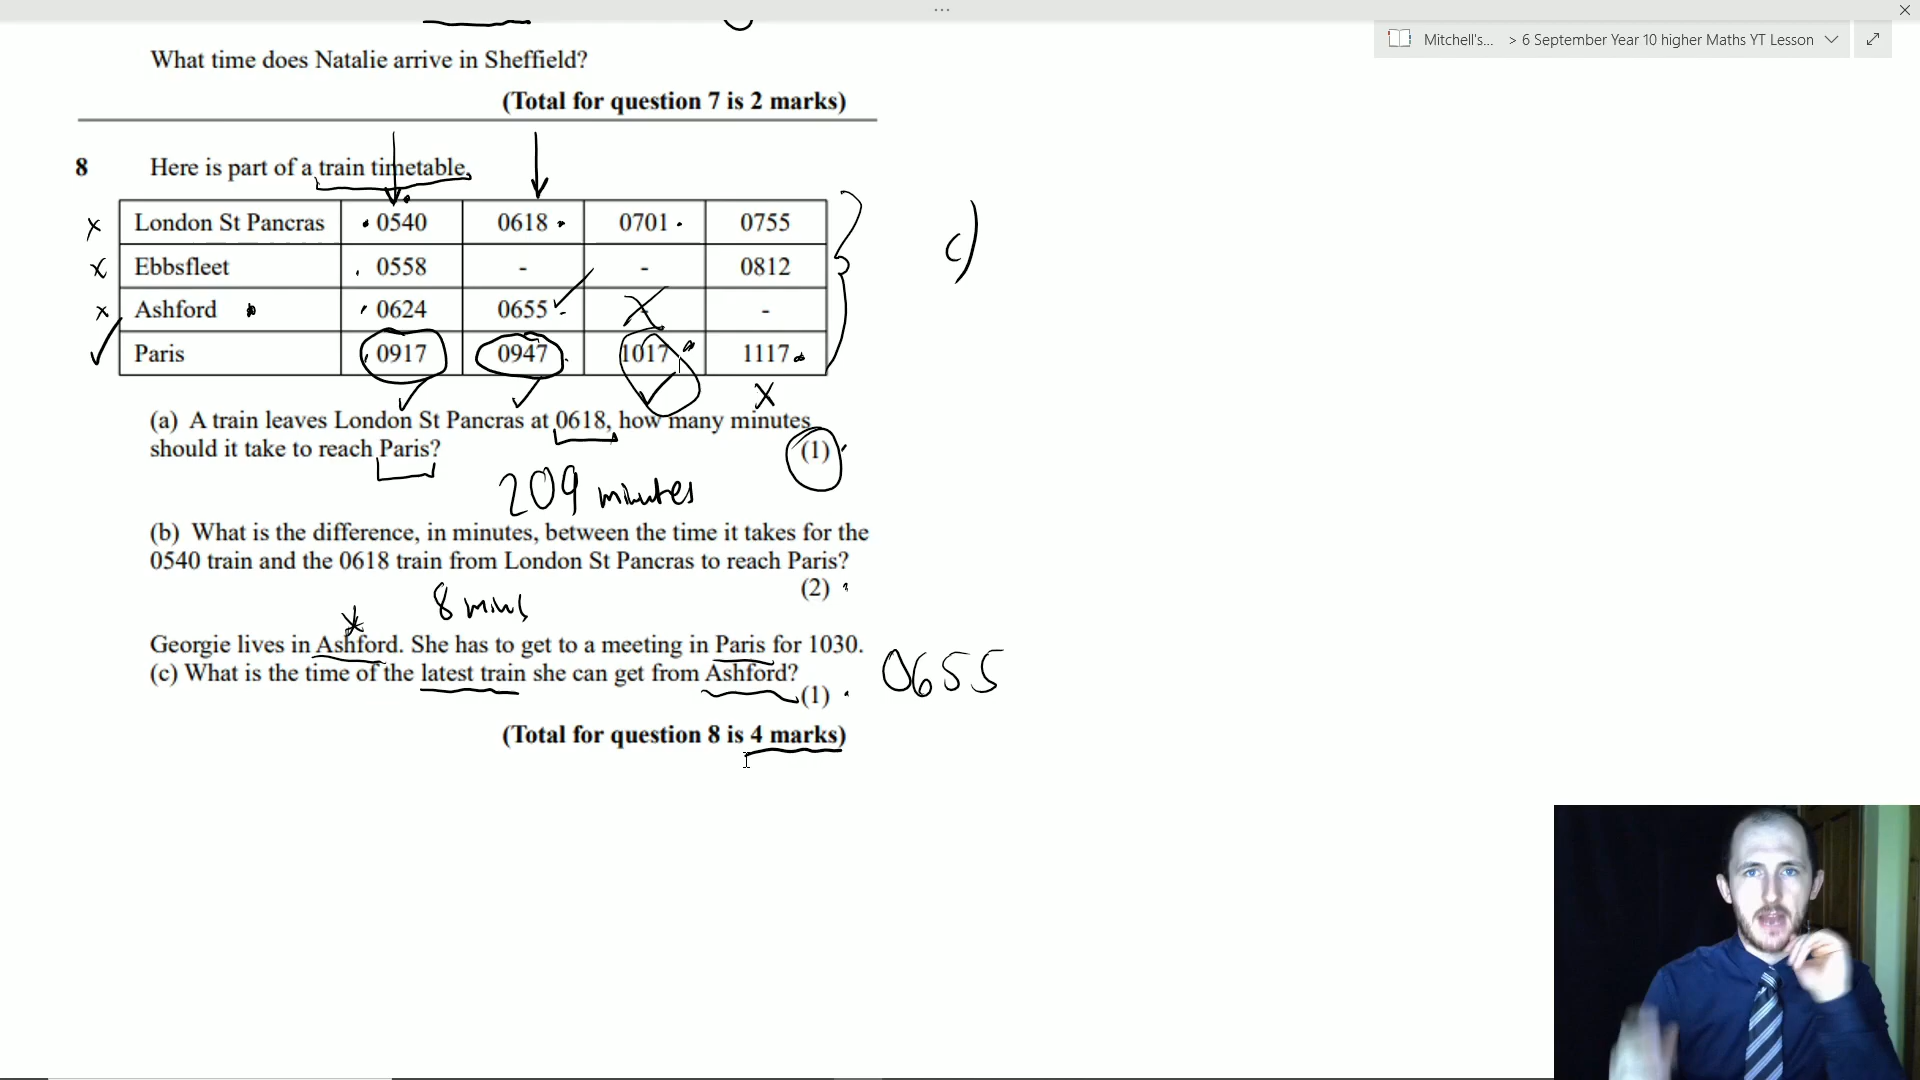 Mitchell's... > 6 September Year 10 higher Maths YT Lesson
What time does Natalie arrive in Sheffield?
(Total for question 7 is 2 marks)
8 Here is part of a train timetable.
London St Pancras 0540 0618 0701 0755
Ebbsfleet 0558 - - 0812
Ashford 0624 0655 - -
Paris 0917 0947 1017 1117
c)
(a) A train leaves London St Pancras at 0618, how many minutes
should it take to reach Paris? (1)
209 minutes
(b) What is the difference, in minutes, between the time it takes for the
0540 train and the 0618 train from London St Pancras to reach Paris?
(2)
8 mins
Georgie lives in Ashford. She has to get to a meeting in Paris for 1030.
(c) What is the time of the latest train she can get from Ashford? 0655
(1)
(Total for question 8 is 4 marks)